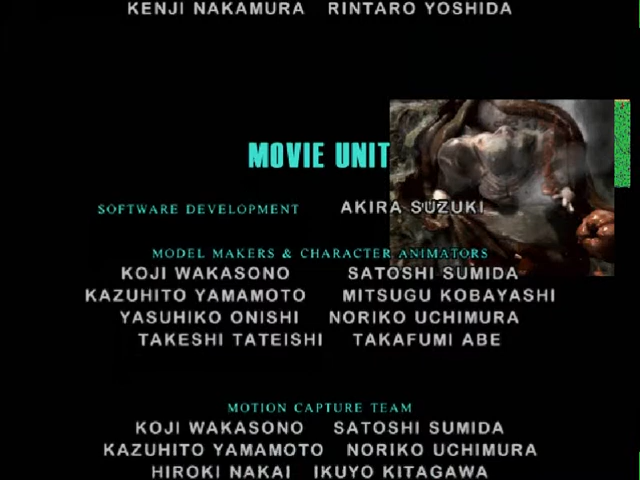 KENJI NAKAMURA RINTARO YOSHIDA
MOVIE UNIT
SOFTWARE DEVELOPMENT AKIRA SUZUKI
MODEL MAKERS & CHARACTER ANIMATORS
KOJI WAKASONO SATOSHI SUMIDA
KAZUHITO YAMAMOTO MITSUGU KOBAYASHI
YASUHIKO ONISHI NORIKO UCHIMURA
TAKESHI TATEISHI TAKAFUMI ABE
MOTION CAPTURE TEAM
KOJI WAKASONO SATOSHI SUMIDA
KAZUHITO YAMAMOTO NORIKO UCHIMURA
HIROKI NAKAI IKUYO KITAGAWA